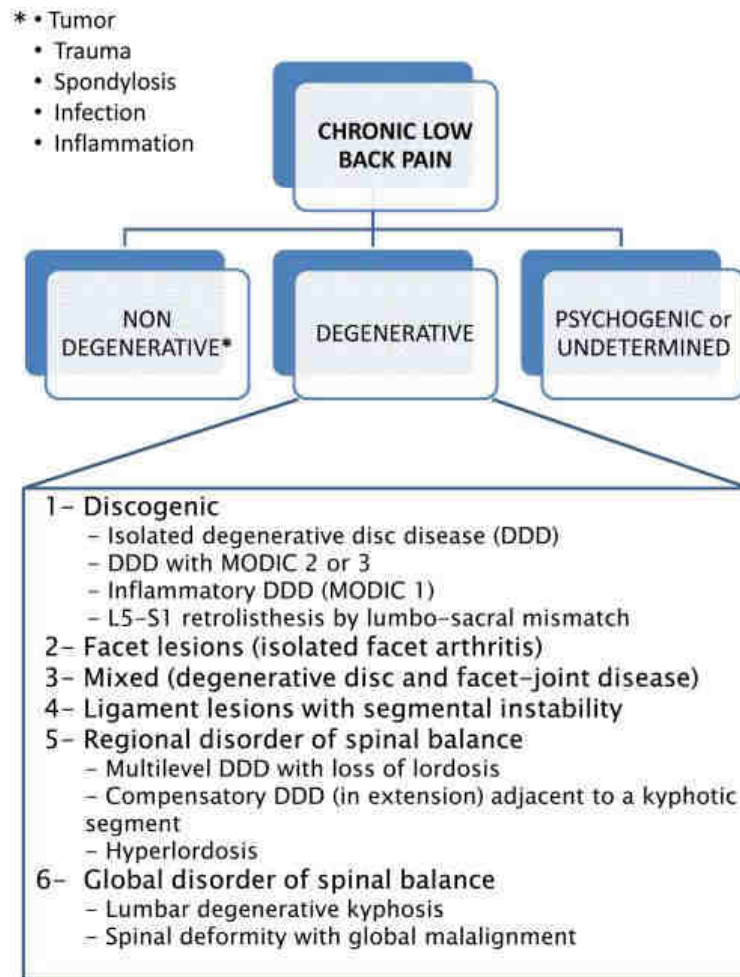 * • Tumor
• Trauma
• Spondylosis
• Infection
• Inflammation
CHRONIC LOW
BACK PAIN
NON
DEGENERATIVE*
DEGENERATIVE
PSYCHOGENIC or
UNDETERMINED
1- Discogenic
- Isolated degenerative disc disease (DDD)
- DDD with MODIC 2 or 3
- Inflammatory DDD (MODIC 1)
- L5-S1 retrolisthesis by lumbo-sacral mismatch
2- Facet lesions (isolated facet arthritis)
3- Mixed (degenerative disc and facet-joint disease)
4- Ligament lesions with segmental instability
5- Regional disorder of spinal balance
- Multilevel DDD with loss of lordosis
- Compensatory DDD (in extension) adjacent to a kyphotic
segment
- Hyperlordosis
6- Global disorder of spinal balance
- Lumbar degenerative kyphosis
- Spinal deformity with global malalignment